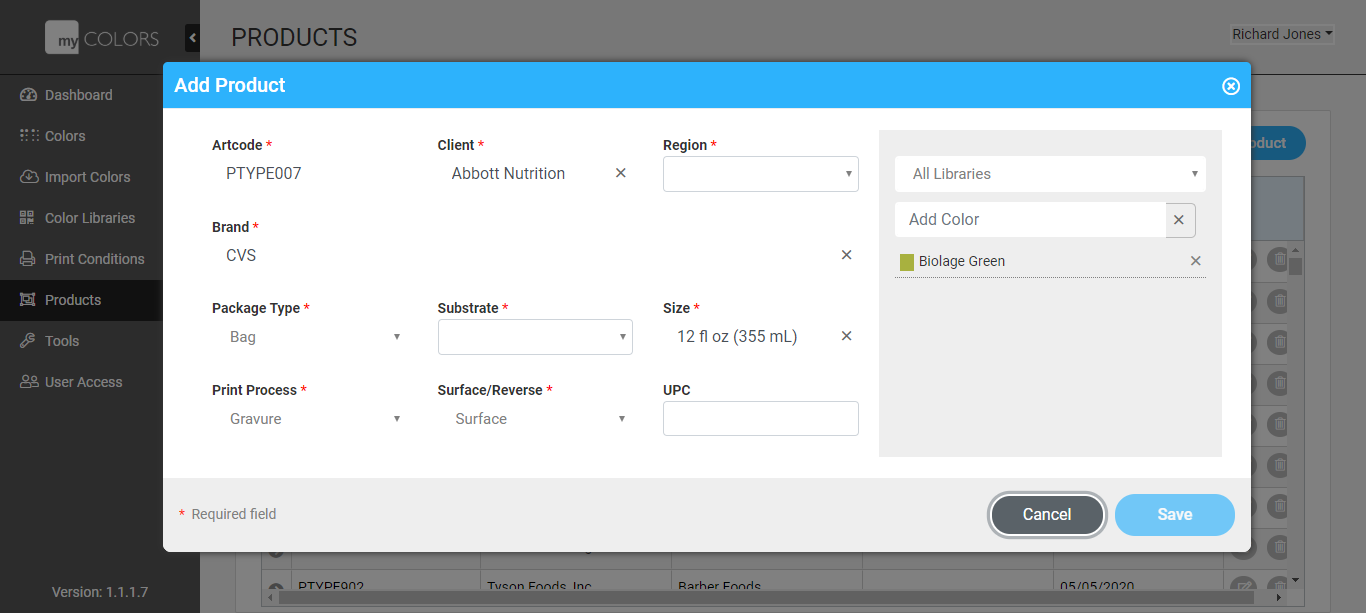 my COLORS
PRODUCTS
Richard Jones
Dashboard
Colors
Import Colors
Color Libraries
Print Conditions
Products
Tools
User Access
Version: 1.1.1.7
Add Product
Artcode *
PTYPE007
Client *
Abbott Nutrition
Region *
Brand *
CVS
Package Type *
Bag
Substrate *
Size *
12 fl oz (355 mL)
Print Process *
Gravure
Surface/Reverse *
Surface
UPC
All Libraries
Add Color
Biolage Green
* Required field
Cancel
Save
oduct
PTYPE902
Tyson Foods, Inc.
Barber Foods
05/05/2020